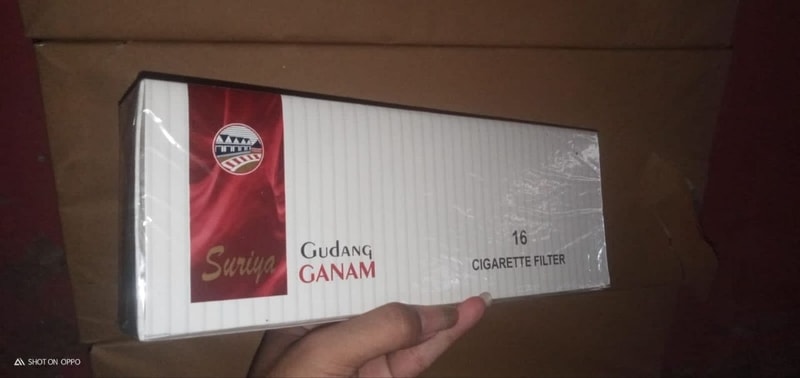 Suriya
Gudang
GANAM
16
CIGARETTE FILTER
SHOT ON OPPO